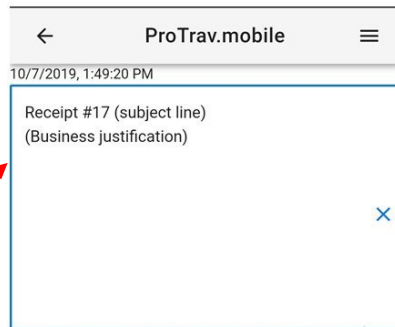 ProTrav.mobile
10/7/2019, 1:49:20 PM
Receipt #17 (subject line)
(Business justification)